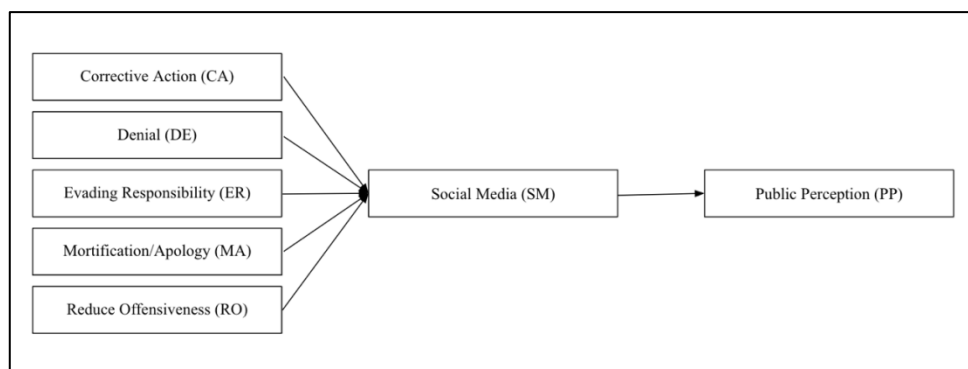 Corrective Action (CA)
Denial (DE)
Evading Responsibility (ER)
Mortification/Apology (MA)
Reduce Offensiveness (RO)
Social Media (SM)
Public Perception (PP)